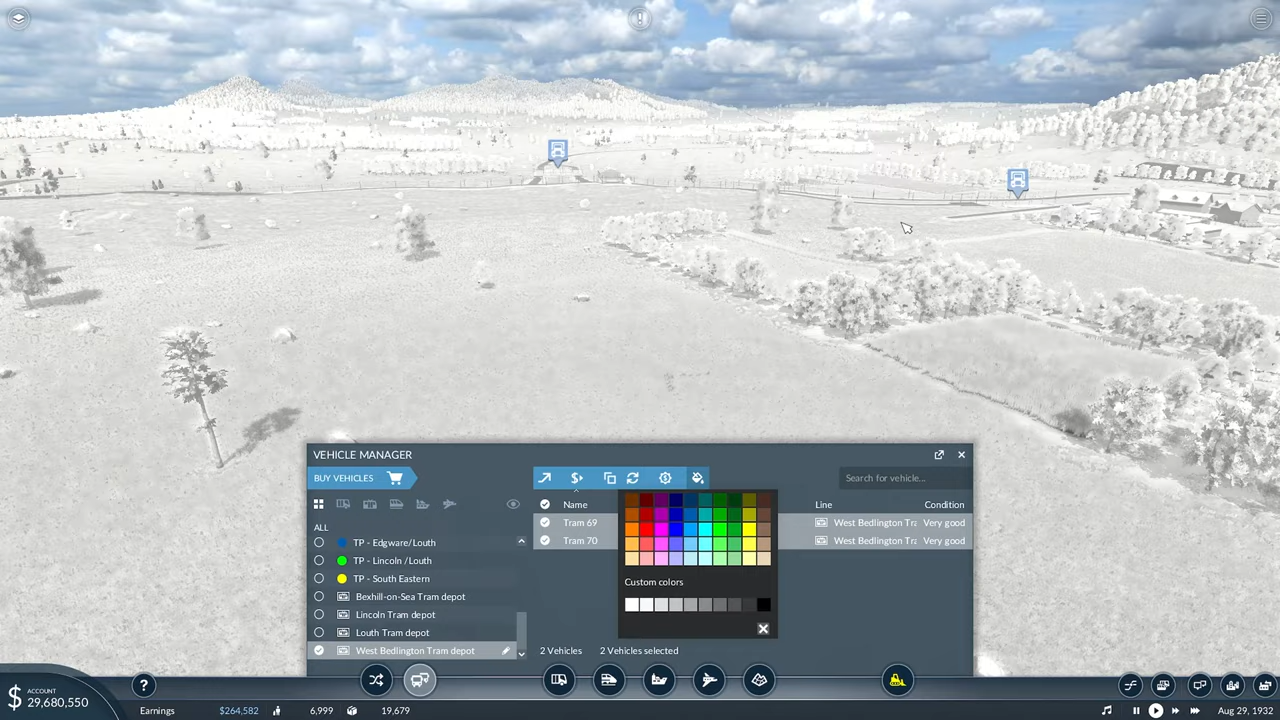 VEHICLE MANAGER
BUY VEHICLES
Search for vehicle...
ALL
Name
Line
Condition
TP - Edgware/Louth
TP - Lincoln /Louth
TP - South Eastern
Bexhill-on-Sea Tram depot
Lincoln Tram depot
Louth Tram depot
West Bedlington Tram depot
Tram 69
West Bedlington Tra
Very good
Tram 70
West Bedlington Tra
Very good
Custom colors
2 Vehicles
2 Vehicles selected
ACCOUNT
$ 29,680,550
?
Earnings
$264,582
6,999
19,679
Aug 29, 1932